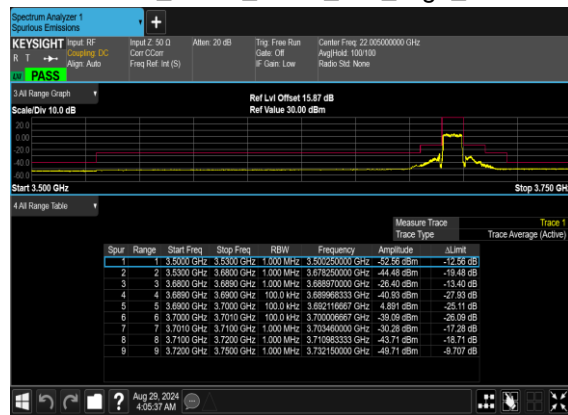 Spectrum Analyzer 1
Spurious Emissions
+
KEYSIGHT Input: RF Input Z: 50 Ω Atten: 20 dB Trig: Free Run Center Freq: 22.005000000 GHz
R T Coupling: DC Corr CCorr Gate: Off Avg|Hold: 100/100
Align: Auto Freq Ref: Int (S) IF Gain: Low Radio Std: None
LW PASS
3 All Range Graph
Ref Lvl Offset 15.87 dB
Scale/Div 10.0 dB Ref Value 30.00 dBm
20.0
0.00
-20.0
-40.0
-60.0
Start 3.500 GHz Stop 3.750 GHz
4 All Range Table
Measure Trace Trace 1
Trace Type Trace Average (Active)
Spur Range Start Freq Stop Freq RBW Frequency Amplitude ΔLimit
1 1 3.5000 GHz 3.5300 GHz 1.000 MHz 3.500250000 GHz -52.56 dBm -12.56 dB
2 2 3.5300 GHz 3.6800 GHz 1.000 MHz 3.678250000 GHz -44.48 dBm -19.48 dB
3 3 3.6800 GHz 3.6890 GHz 1.000 MHz 3.688970000 GHz -26.40 dBm -13.40 dB
4 4 3.6890 GHz 3.6900 GHz 100.0 kHz 3.689968333 GHz -40.93 dBm -27.93 dB
5 5 3.6900 GHz 3.7000 GHz 100.0 kHz 3.692116667 GHz 4.891 dBm -25.11 dB
6 6 3.7000 GHz 3.7010 GHz 100.0 kHz 3.700006667 GHz -39.09 dBm -26.09 dB
7 7 3.7010 GHz 3.7100 GHz 1.000 MHz 3.703460000 GHz -30.28 dBm -17.28 dB
8 8 3.7100 GHz 3.7200 GHz 1.000 MHz 3.710983000 GHz -43.71 dBm -18.71 dB
9 9 3.7200 GHz 3.7500 GHz 1.000 MHz 3.732150000 GHz -49.71 dBm -9.707 dB
? Aug 29, 2024
4:05:37 AM